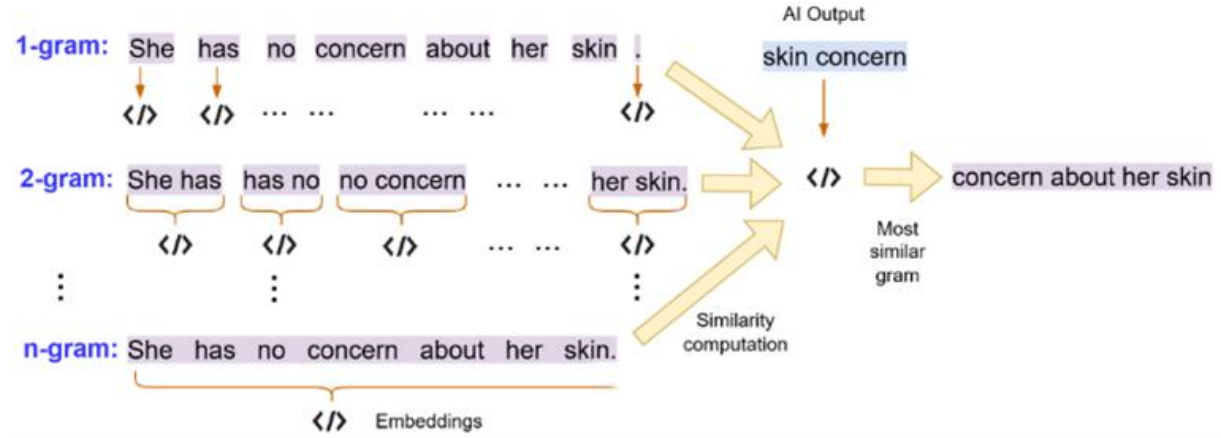 AI Output
1-gram: She has no concern about her skin .
skin concern
</> </> ... ... ... ... </>
2-gram: She has has no no concern ... ... her skin.
</> concern about her skin
</> </> </> ... ... </>
Most
similar
gram
⋮ ⋮ ⋮
Similarity
computation
n-gram: She has no concern about her skin.
</> Embeddings